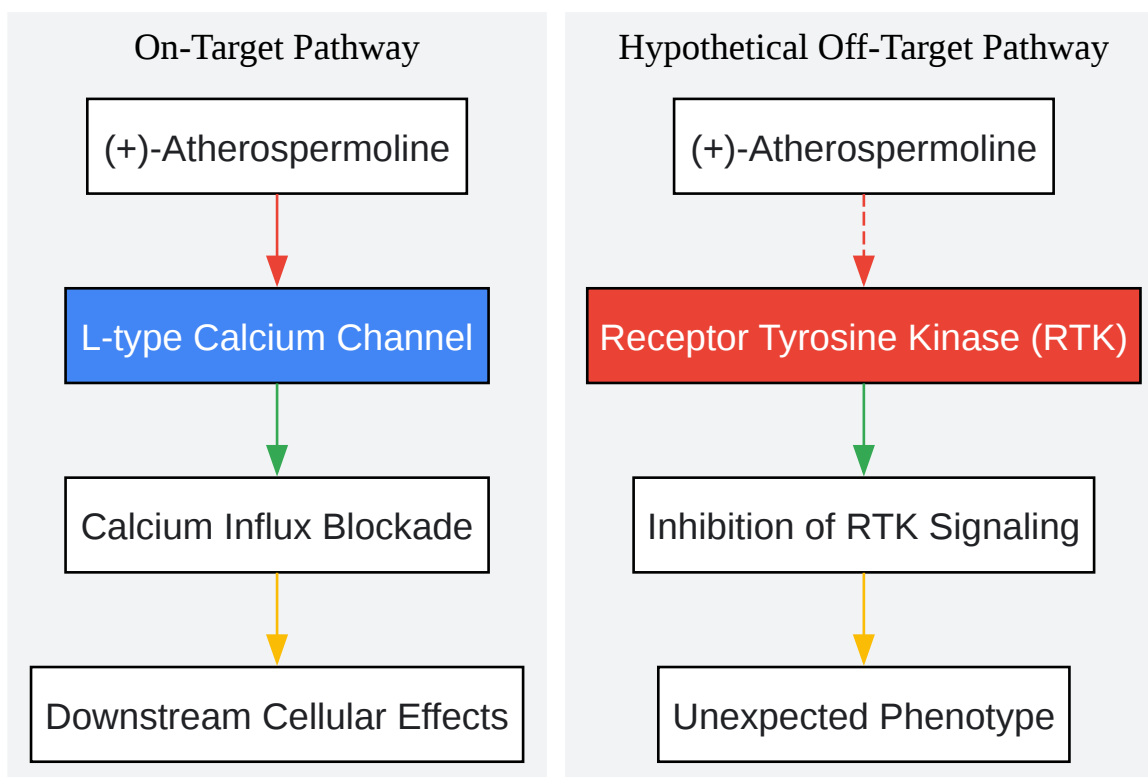 On-Target Pathway
(+)-Atherospermoline
L-type Calcium Channel
Calcium Influx Blockade
Downstream Cellular Effects
Hypothetical Off-Target Pathway
(+)-Atherospermoline
Receptor Tyrosine Kinase (RTK)
Inhibition of RTK Signaling
Unexpected Phenotype